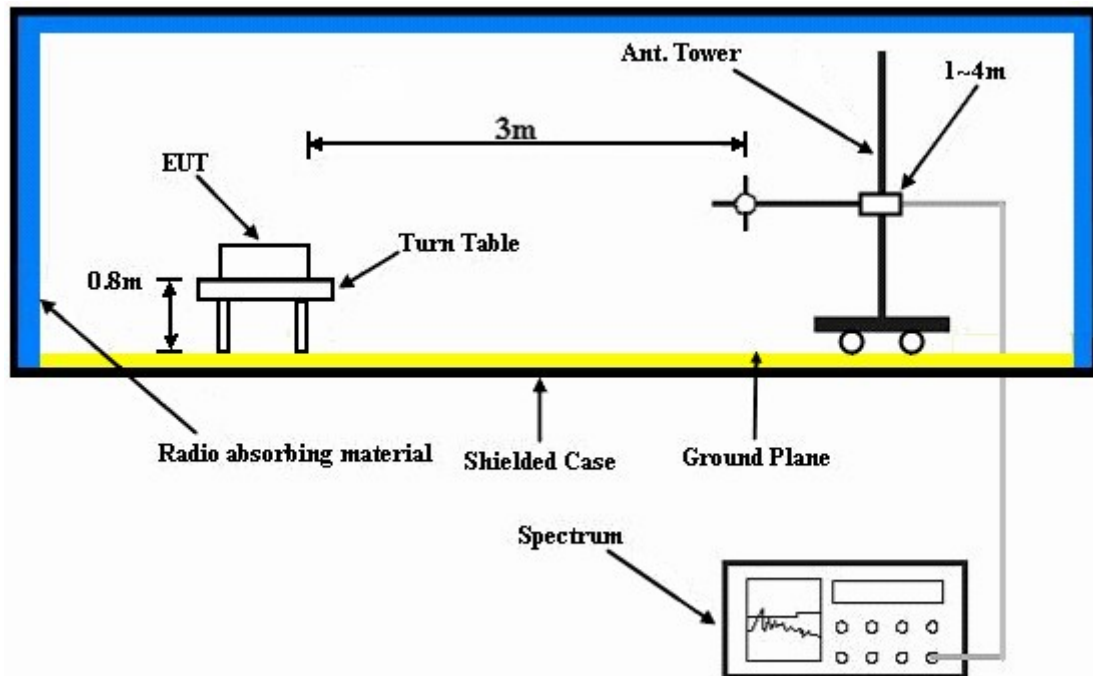 Ant. Tower
1~4m
3m
EUT
Turn Table
0.8m
Radio absorbing material
Shielded Case
Ground Plane
Spectrum